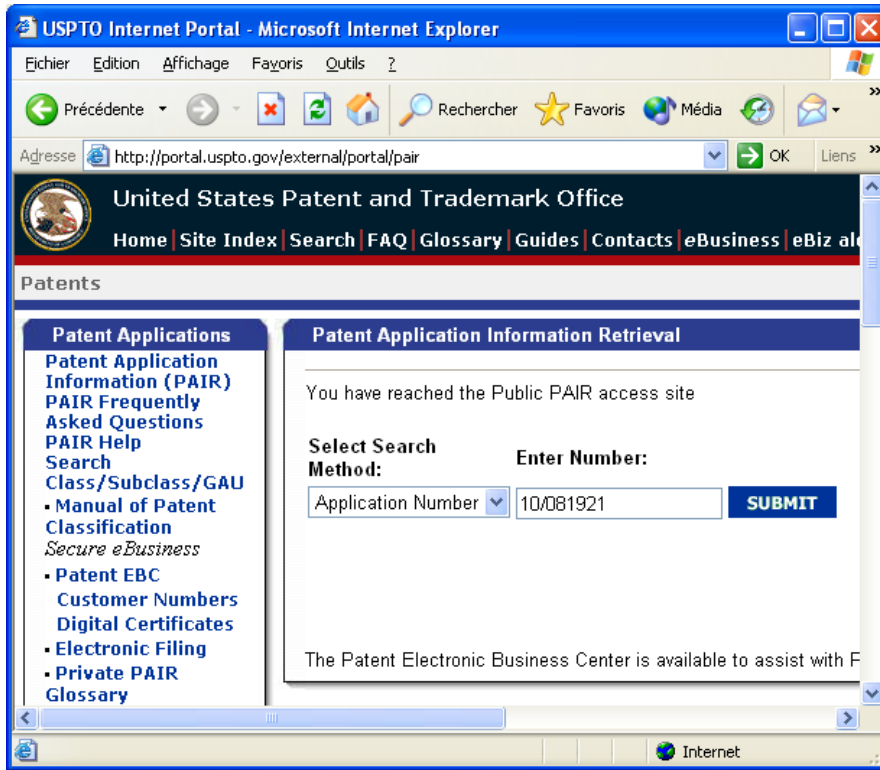 USPTO Internet Portal - Microsoft Internet Explorer
Fichier Edition Affichage Favoris Outils ?
Précédente Rechercher Favoris Média »
Adresse http://portal.uspto.gov/external/portal/pair OK Liens »
United States Patent and Trademark Office
Home|Site Index|Search|FAQ|Glossary|Guides|Contacts|eBusiness|eBiz al
Patents
Patent Applications
Patent Application
Information (PAIR)
PAIR Frequently
Asked Questions
PAIR Help
Search
Class/Subclass/GAU
▪ Manual of Patent
Classification
Secure eBusiness
▪ Patent EBC
Customer Numbers
Digital Certificates
▪ Electronic Filing
▪ Private PAIR
Glossary
Patent Application Information Retrieval
You have reached the Public PAIR access site
Select Search
Method:
Enter Number:
Application Number 10/081921 SUBMIT
The Patent Electronic Business Center is available to assist with F
Internet